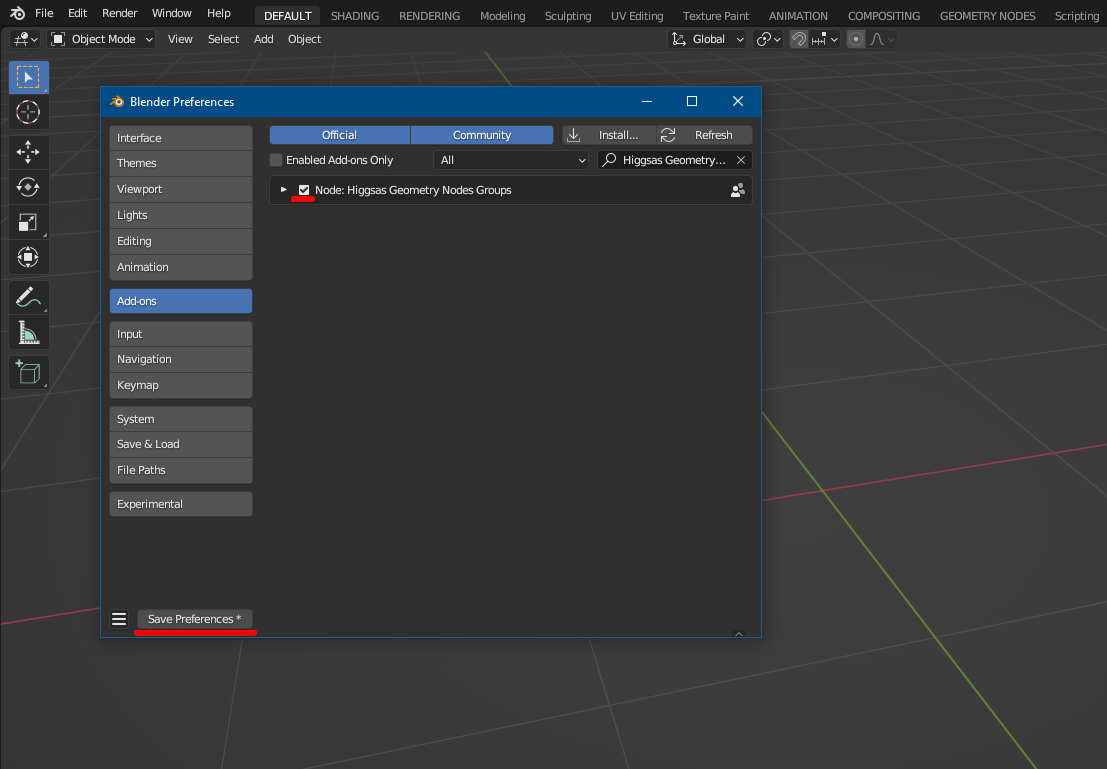 File Edit Render Window Help DEFAULT SHADING RENDERING Modeling Sculpting UV Editing Texture Paint ANIMATION COMPOSITING GEOMETRY NODES Scripting
Object Mode View Select Add Object Global
Blender Preferences
Interface
Themes
Viewport
Lights
Editing
Animation
Add-ons
Input
Navigation
Keymap
System
Save & Load
File Paths
Experimental
Save Preferences *
Official Community Install... Refresh
Enabled Add-ons Only All Higgsas Geometry...
Node: Higgsas Geometry Nodes Groups